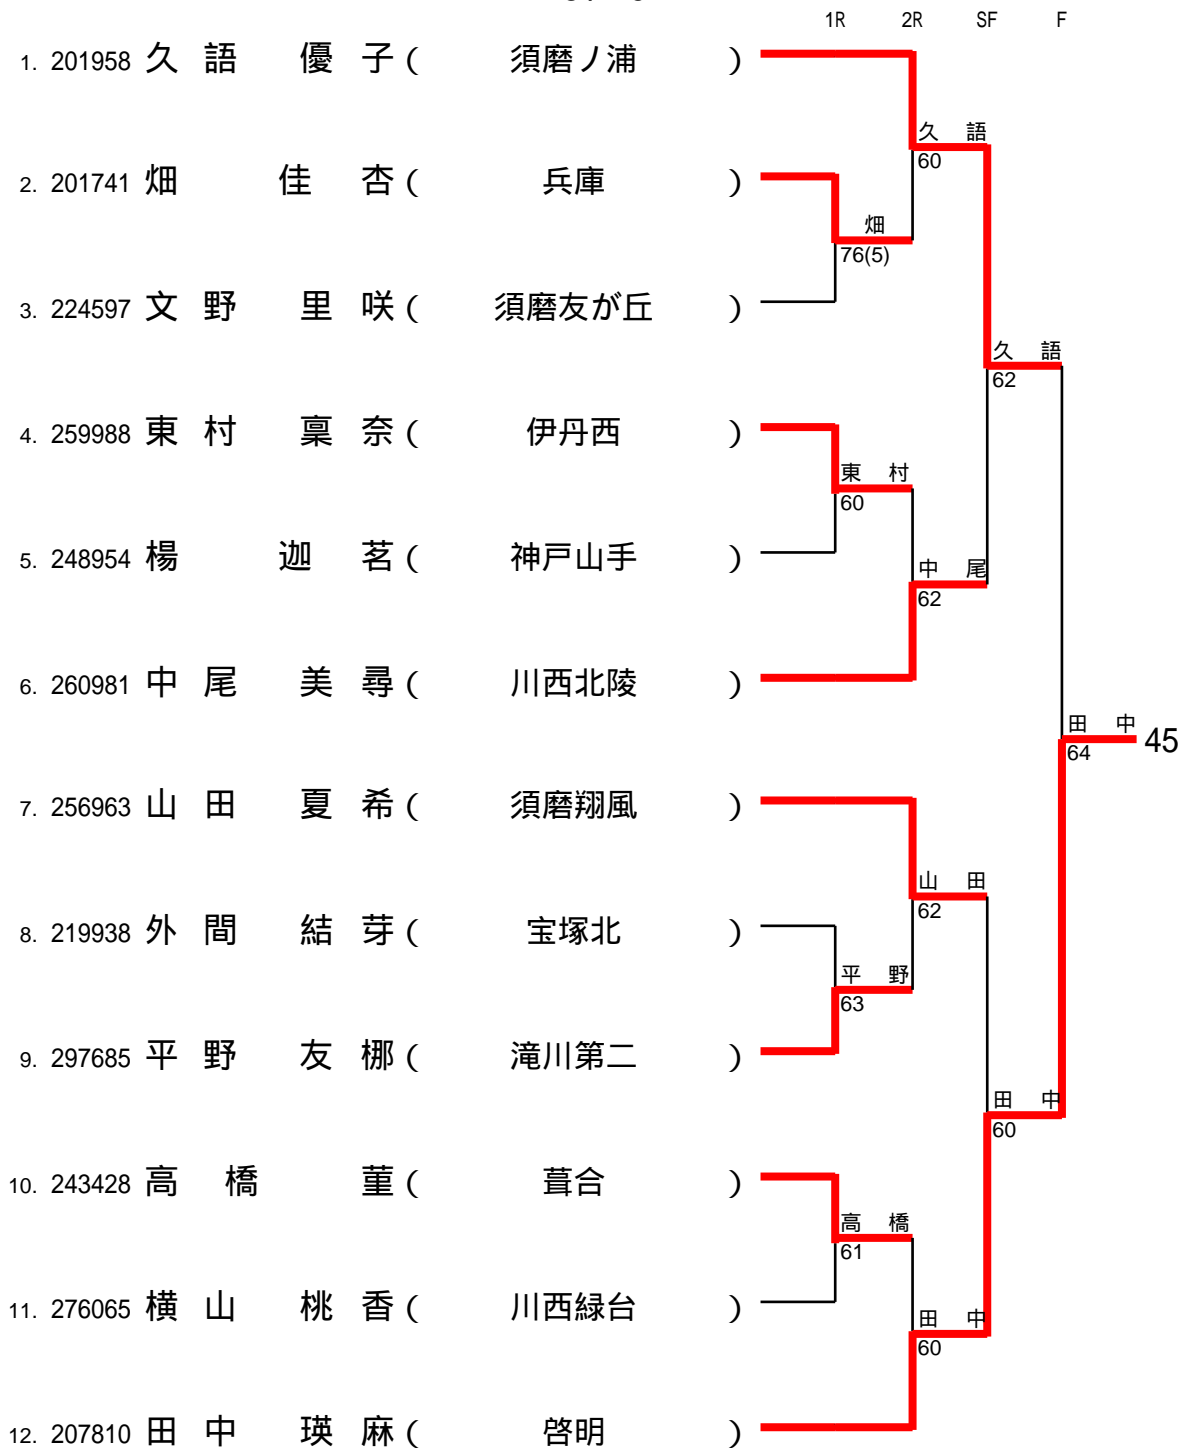 1R 2R SF F
1. 201958 久語 優子 ( 須磨ノ浦 )
久語
60
2. 201741 畑 佳杏 ( 兵庫 )
畑
76(5)
3. 224597 文野 里咲 ( 須磨友が丘 )
久語
62
4. 259988 東村 稟奈 ( 伊丹西 )
東村
60
5. 248954 楊 迦茗 ( 神戸山手 )
中尾
62
6. 260981 中尾 美尋 ( 川西北陵 )
田中
64
45
7. 256963 山田 夏希 ( 須磨翔風 )
山田
62
8. 219938 外間 結芽 ( 宝塚北 )
平野
63
9. 297685 平野 友梛 ( 滝川第二 )
田中
60
10. 243428 高橋 菫 ( 葺合 )
高橋
61
11. 276065 横山 桃香 ( 川西緑台 )
田中
60
12. 207810 田中 瑛麻 ( 啓明 )